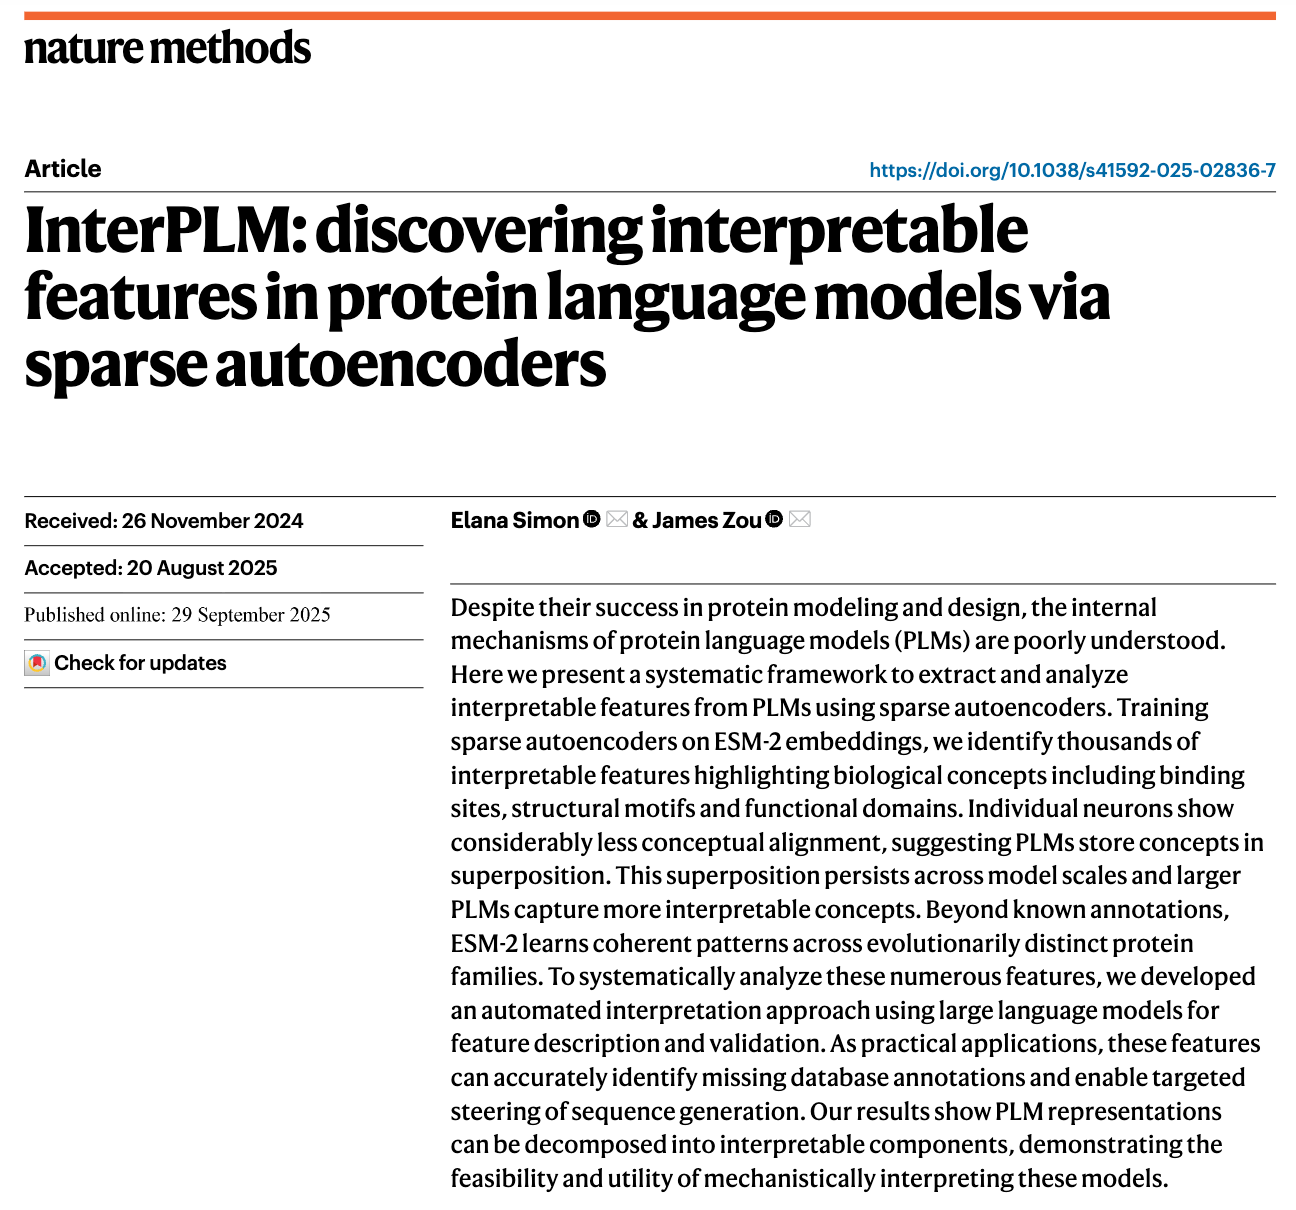 nature methods
Article
https://doi.org/10.1038/s41592-025-02836-7
InterPLM: discovering interpretable
features in protein language models via
sparse autoencoders
Received: 26 November 2024
Accepted: 20 August 2025
Published online: 29 September 2025
Check for updates
Elana Simon & James Zou
Despite their success in protein modeling and design, the internal
mechanisms of protein language models (PLMs) are poorly understood.
Here we present a systematic framework to extract and analyze
interpretable features from PLMs using sparse autoencoders. Training
sparse autoencoders on ESM-2 embeddings, we identify thousands of
interpretable features highlighting biological concepts including binding
sites, structural motifs and functional domains. Individual neurons show
considerably less conceptual alignment, suggesting PLMs store concepts in
superposition. This superposition persists across model scales and larger
PLMs capture more interpretable concepts. Beyond known annotations,
ESM-2 learns coherent patterns across evolutionarily distinct protein
families. To systematically analyze these numerous features, we developed
an automated interpretation approach using large language models for
feature description and validation. As practical applications, these features
can accurately identify missing database annotations and enable targeted
steering of sequence generation. Our results show PLM representations
can be decomposed into interpretable components, demonstrating the
feasibility and utility of mechanistically interpreting these models.